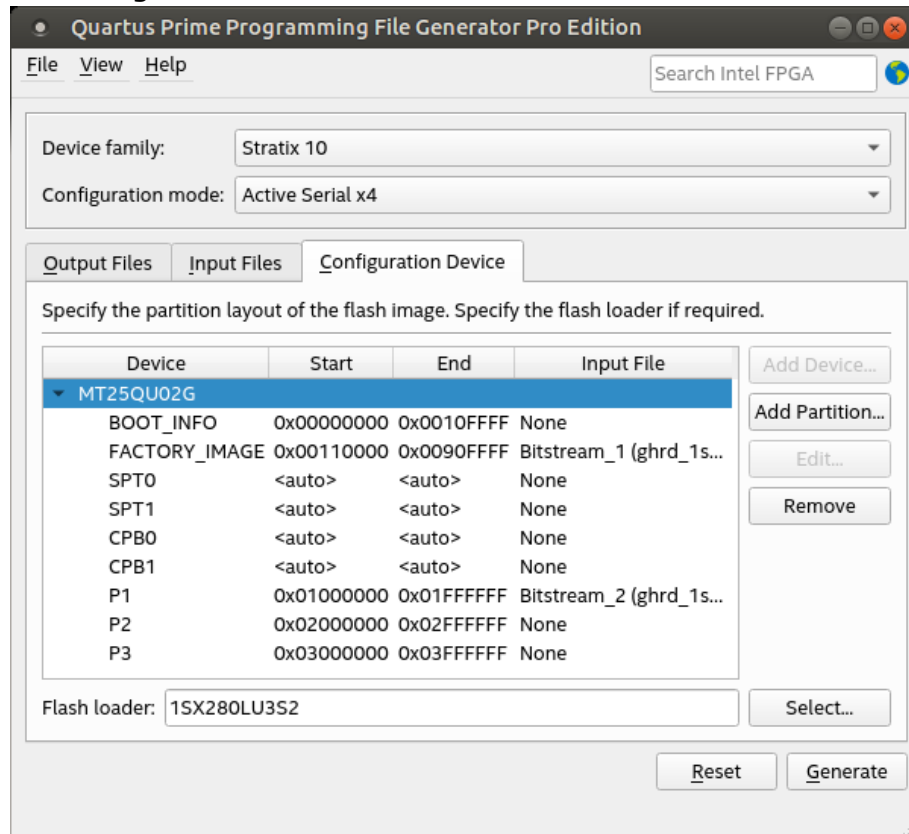 Quartus Prime Programming File Generator Pro Edition
File View Help Search Intel FPGA
Device family: Stratix 10
Configuration mode: Active Serial x4
Output Files Input Files Configuration Device
Specify the partition layout of the flash image. Specify the flash loader if required.
Device Start End Input File Add Device...
MT25QU02G
BOOT_INFO 0x00000000 0x0010FFFF None Add Partition...
FACTORY_IMAGE 0x00110000 0x0090FFFF Bitstream_1 (ghrd_1s...
SPT0 <auto> <auto> None Edit...
SPT1 <auto> <auto> None Remove
CPB0 <auto> <auto> None
CPB1 <auto> <auto> None
P1 0x01000000 0x01FFFFFF Bitstream_2 (ghrd_1s...
P2 0x02000000 0x02FFFFFF None
P3 0x03000000 0x03FFFFFF None
Flash loader: 1SX280LU3S2 Select...
Reset Generate